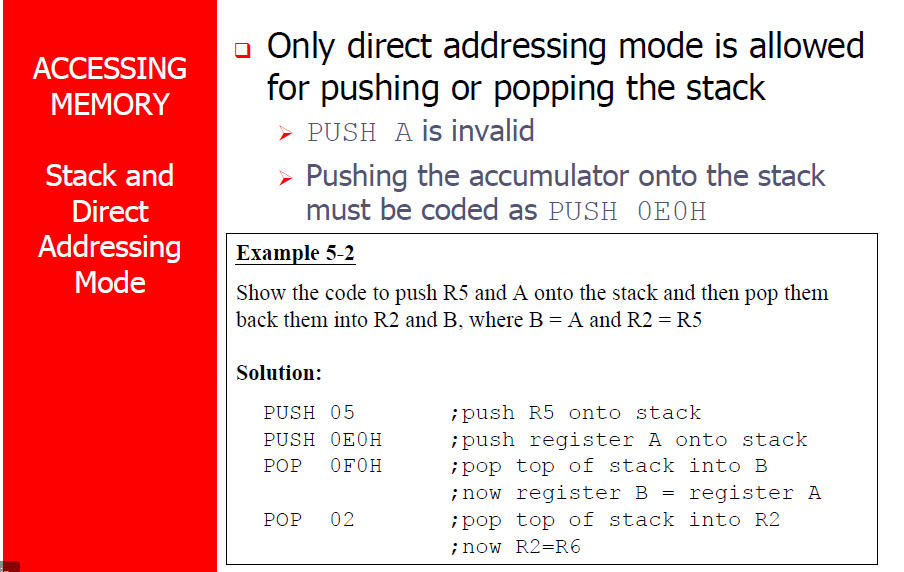 ACCESSING
MEMORY
Stack and
Direct
Addressing
Mode
Only direct addressing mode is allowed
for pushing or popping the stack
PUSH A is invalid
Pushing the accumulator onto the stack
must be coded as PUSH 0E0H
Example 5-2
Show the code to push R5 and A onto the stack and then pop them
back them into R2 and B, where B = A and R2 = R5
Solution:
PUSH 05 ;push R5 onto stack
PUSH 0E0H ;push register A onto stack
POP 0F0H ;pop top of stack into B
;now register B = register A
POP 02 ;pop top of stack into R2
;now R2=R6